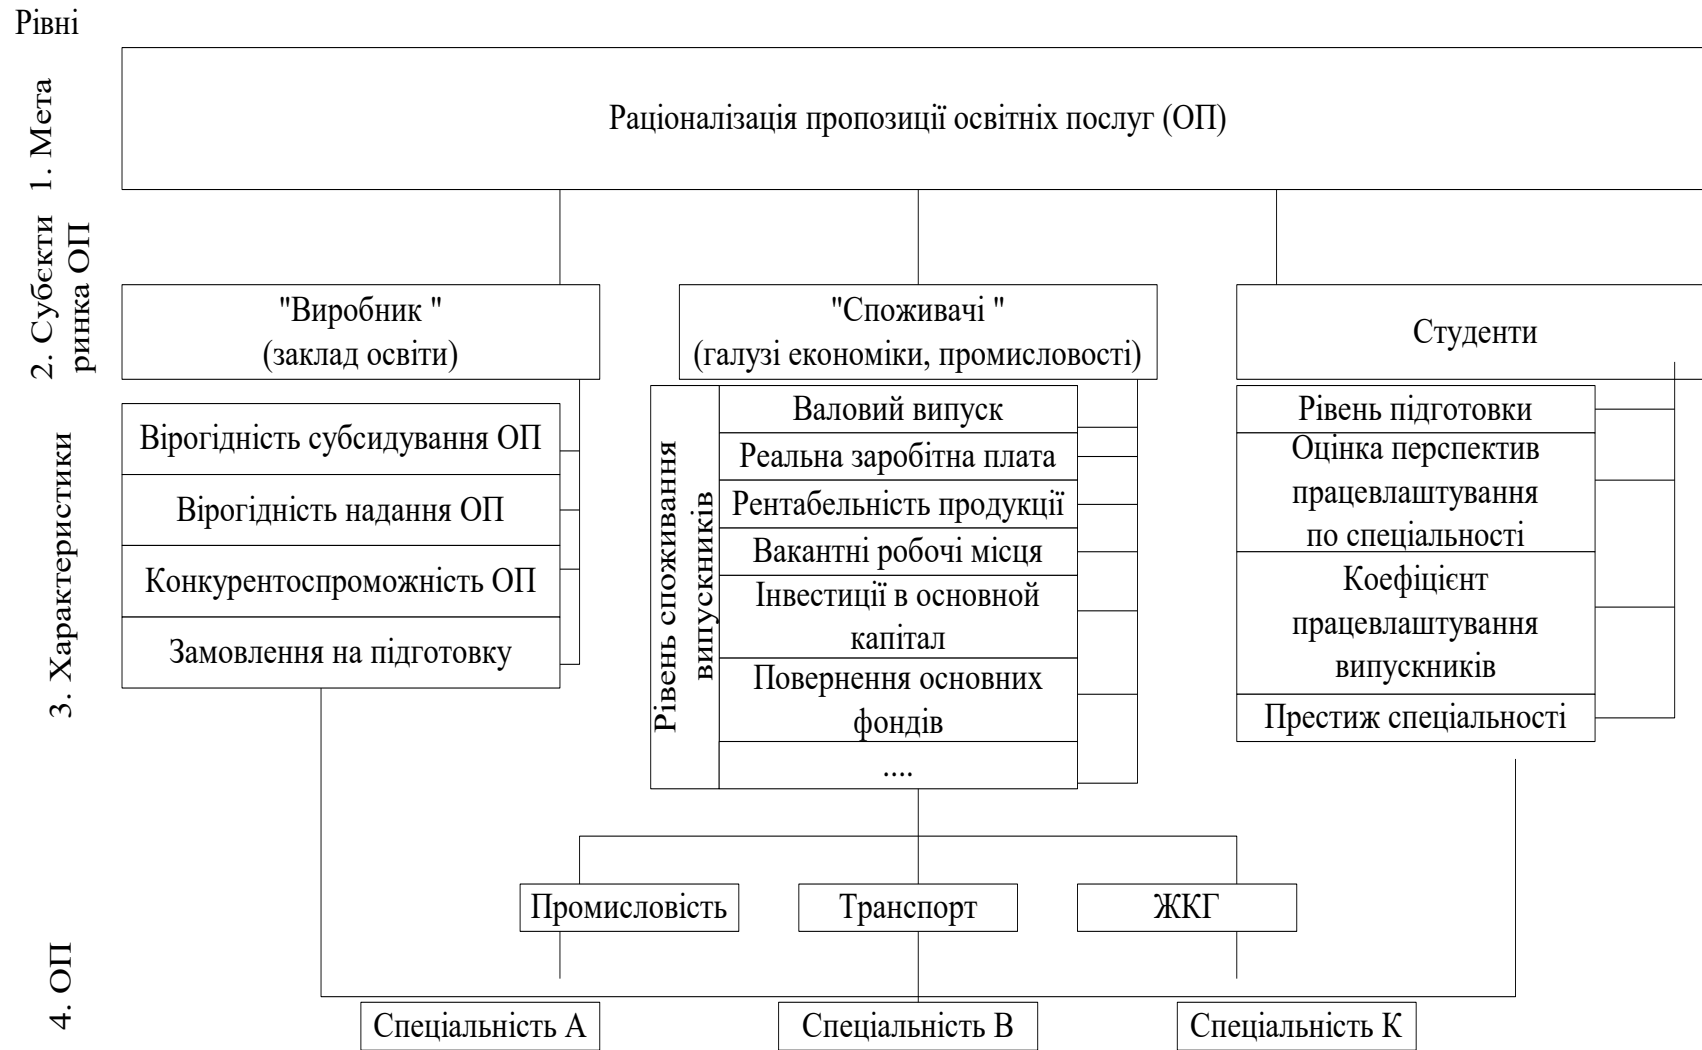 Рівні
1. Мета
Раціоналізація пропозиції освітніх послуг (ОП)
2. Субєкти
ринка ОП
"Виробник "
(заклад освіти)
"Споживачі "
(галузі економіки, промисловості)
Студенти
3. Характеристики
Вірогідність субсидування ОП
Вірогідність надання ОП
Конкурентоспроможність ОП
Замовлення на підготовку
Рівень споживання
випускників
Валовий випуск
Реальна заробітна плата
Рентабельність продукції
Вакантні робочі місця
Інвестиції в основной
капітал
Повернення основних
фондів
....
Рівень підготовки
Оцінка перспектив
працевлаштування
по спеціальності
Коефіцієнт
працевлаштування
випускників
Престиж спеціальності
Промисловість
Транспорт
ЖКГ
4. ОП
Спеціальність А
Спеціальність В
Спеціальність К